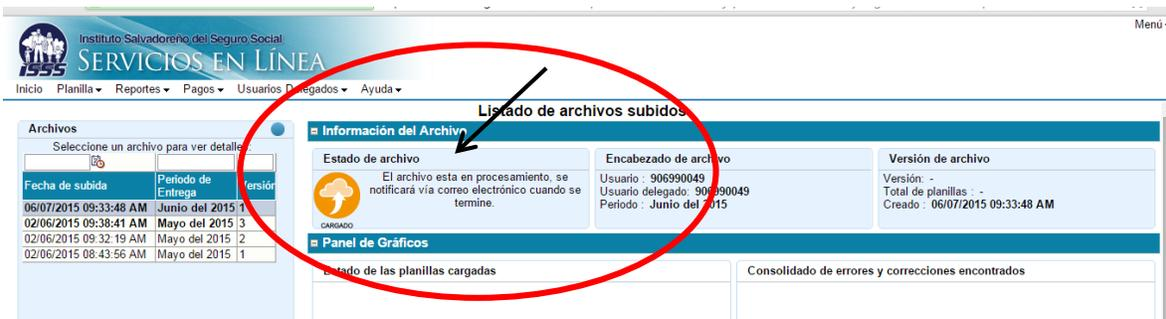 Menú
Instituto Salvadoreño del Seguro Social
SERVICIOS EN LÍNEA
ISSS
Inicio Planilla Reportes Pagos Usuarios Delegados Ayuda
Listado de archivos subidos
Archivos
Seleccione un archivo para ver detalles.
Fecha de subida Periodo de Entrega Versión
06/07/2015 09:33:48 AM Junio del 2015 1
02/06/2015 09:38:41 AM Mayo del 2015 3
02/06/2015 09:32:19 AM Mayo del 2015 2
02/06/2015 08:43:56 AM Mayo del 2015 1
Información del Archivo
Estado de archivo
El archivo esta en procesamiento, se
notificará vía correo electrónico cuando se
termine.
CARGADO
Encabezado de archivo
Usuario : 906990049
Usuario delegado: 906990049
Periodo : Junio del 2015
Versión de archivo
Versión: -
Total de planillas : -
Creado : 06/07/2015 09:33:48 AM
Panel de Gráficos
Estado de las planillas cargadas
Consolidado de errores y correcciones encontrados